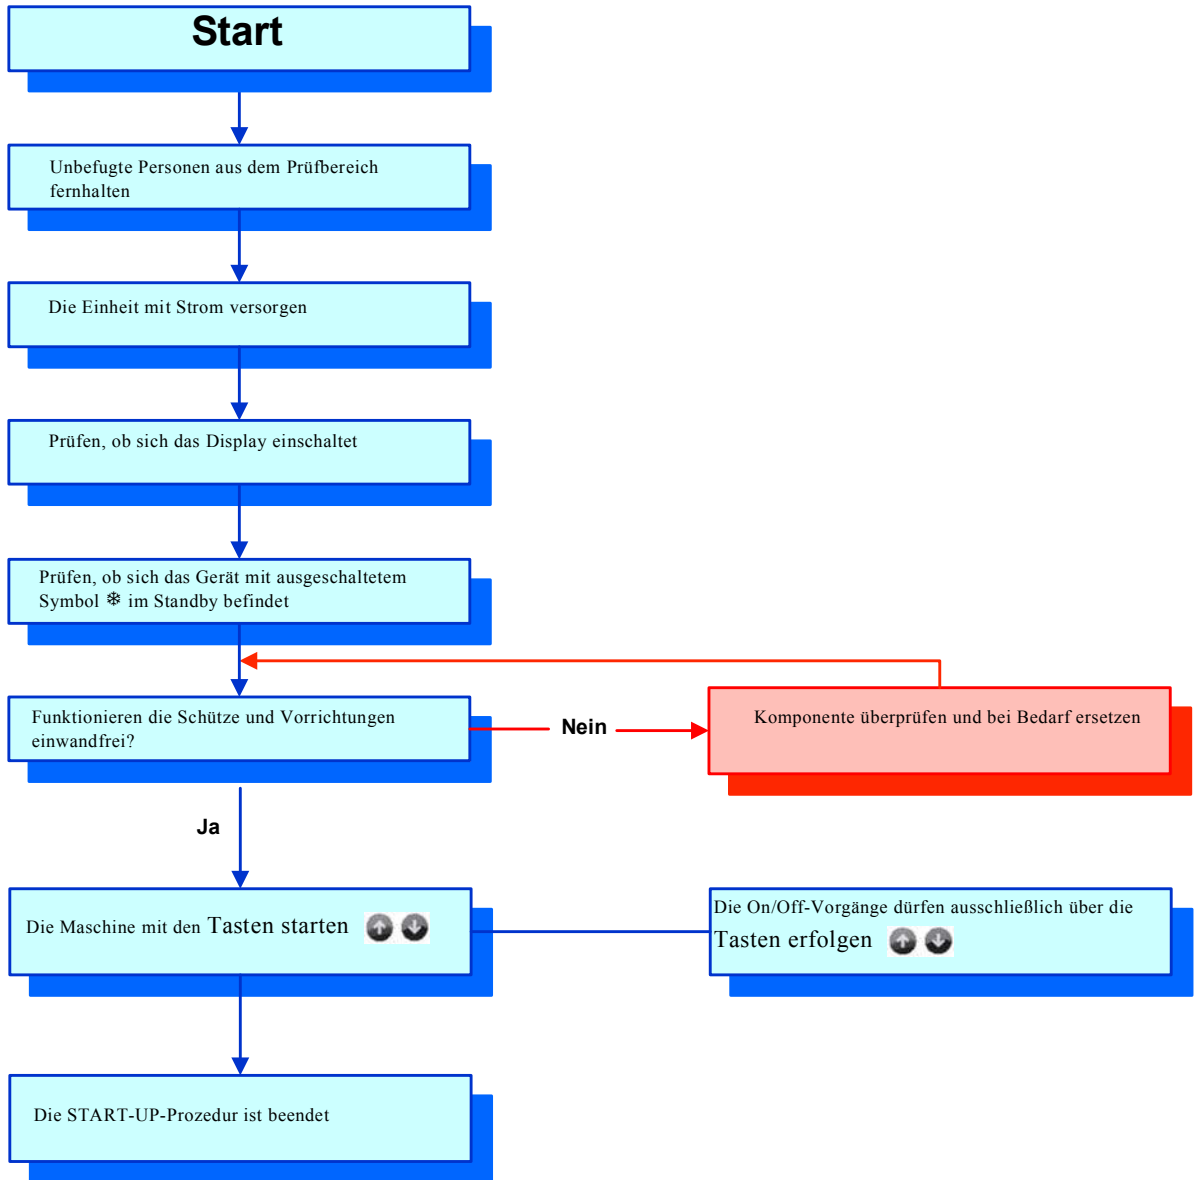 Start
Unbefugte Personen aus dem Prüfbereich
fernhalten
Die Einheit mit Strom versorgen
Prüfen, ob sich das Display einschaltet
Prüfen, ob sich das Gerät mit ausgeschaltetem
Symbol ❄ im Standby befindet
Funktionieren die Schütze und Vorrichtungen
einwandfrei?
Nein
Komponente überprüfen und bei Bedarf ersetzen
Ja
Die Maschine mit den Tasten starten
Die On/Off-Vorgänge dürfen ausschließlich über die
Tasten erfolgen
Die START-UP-Prozedur ist beendet